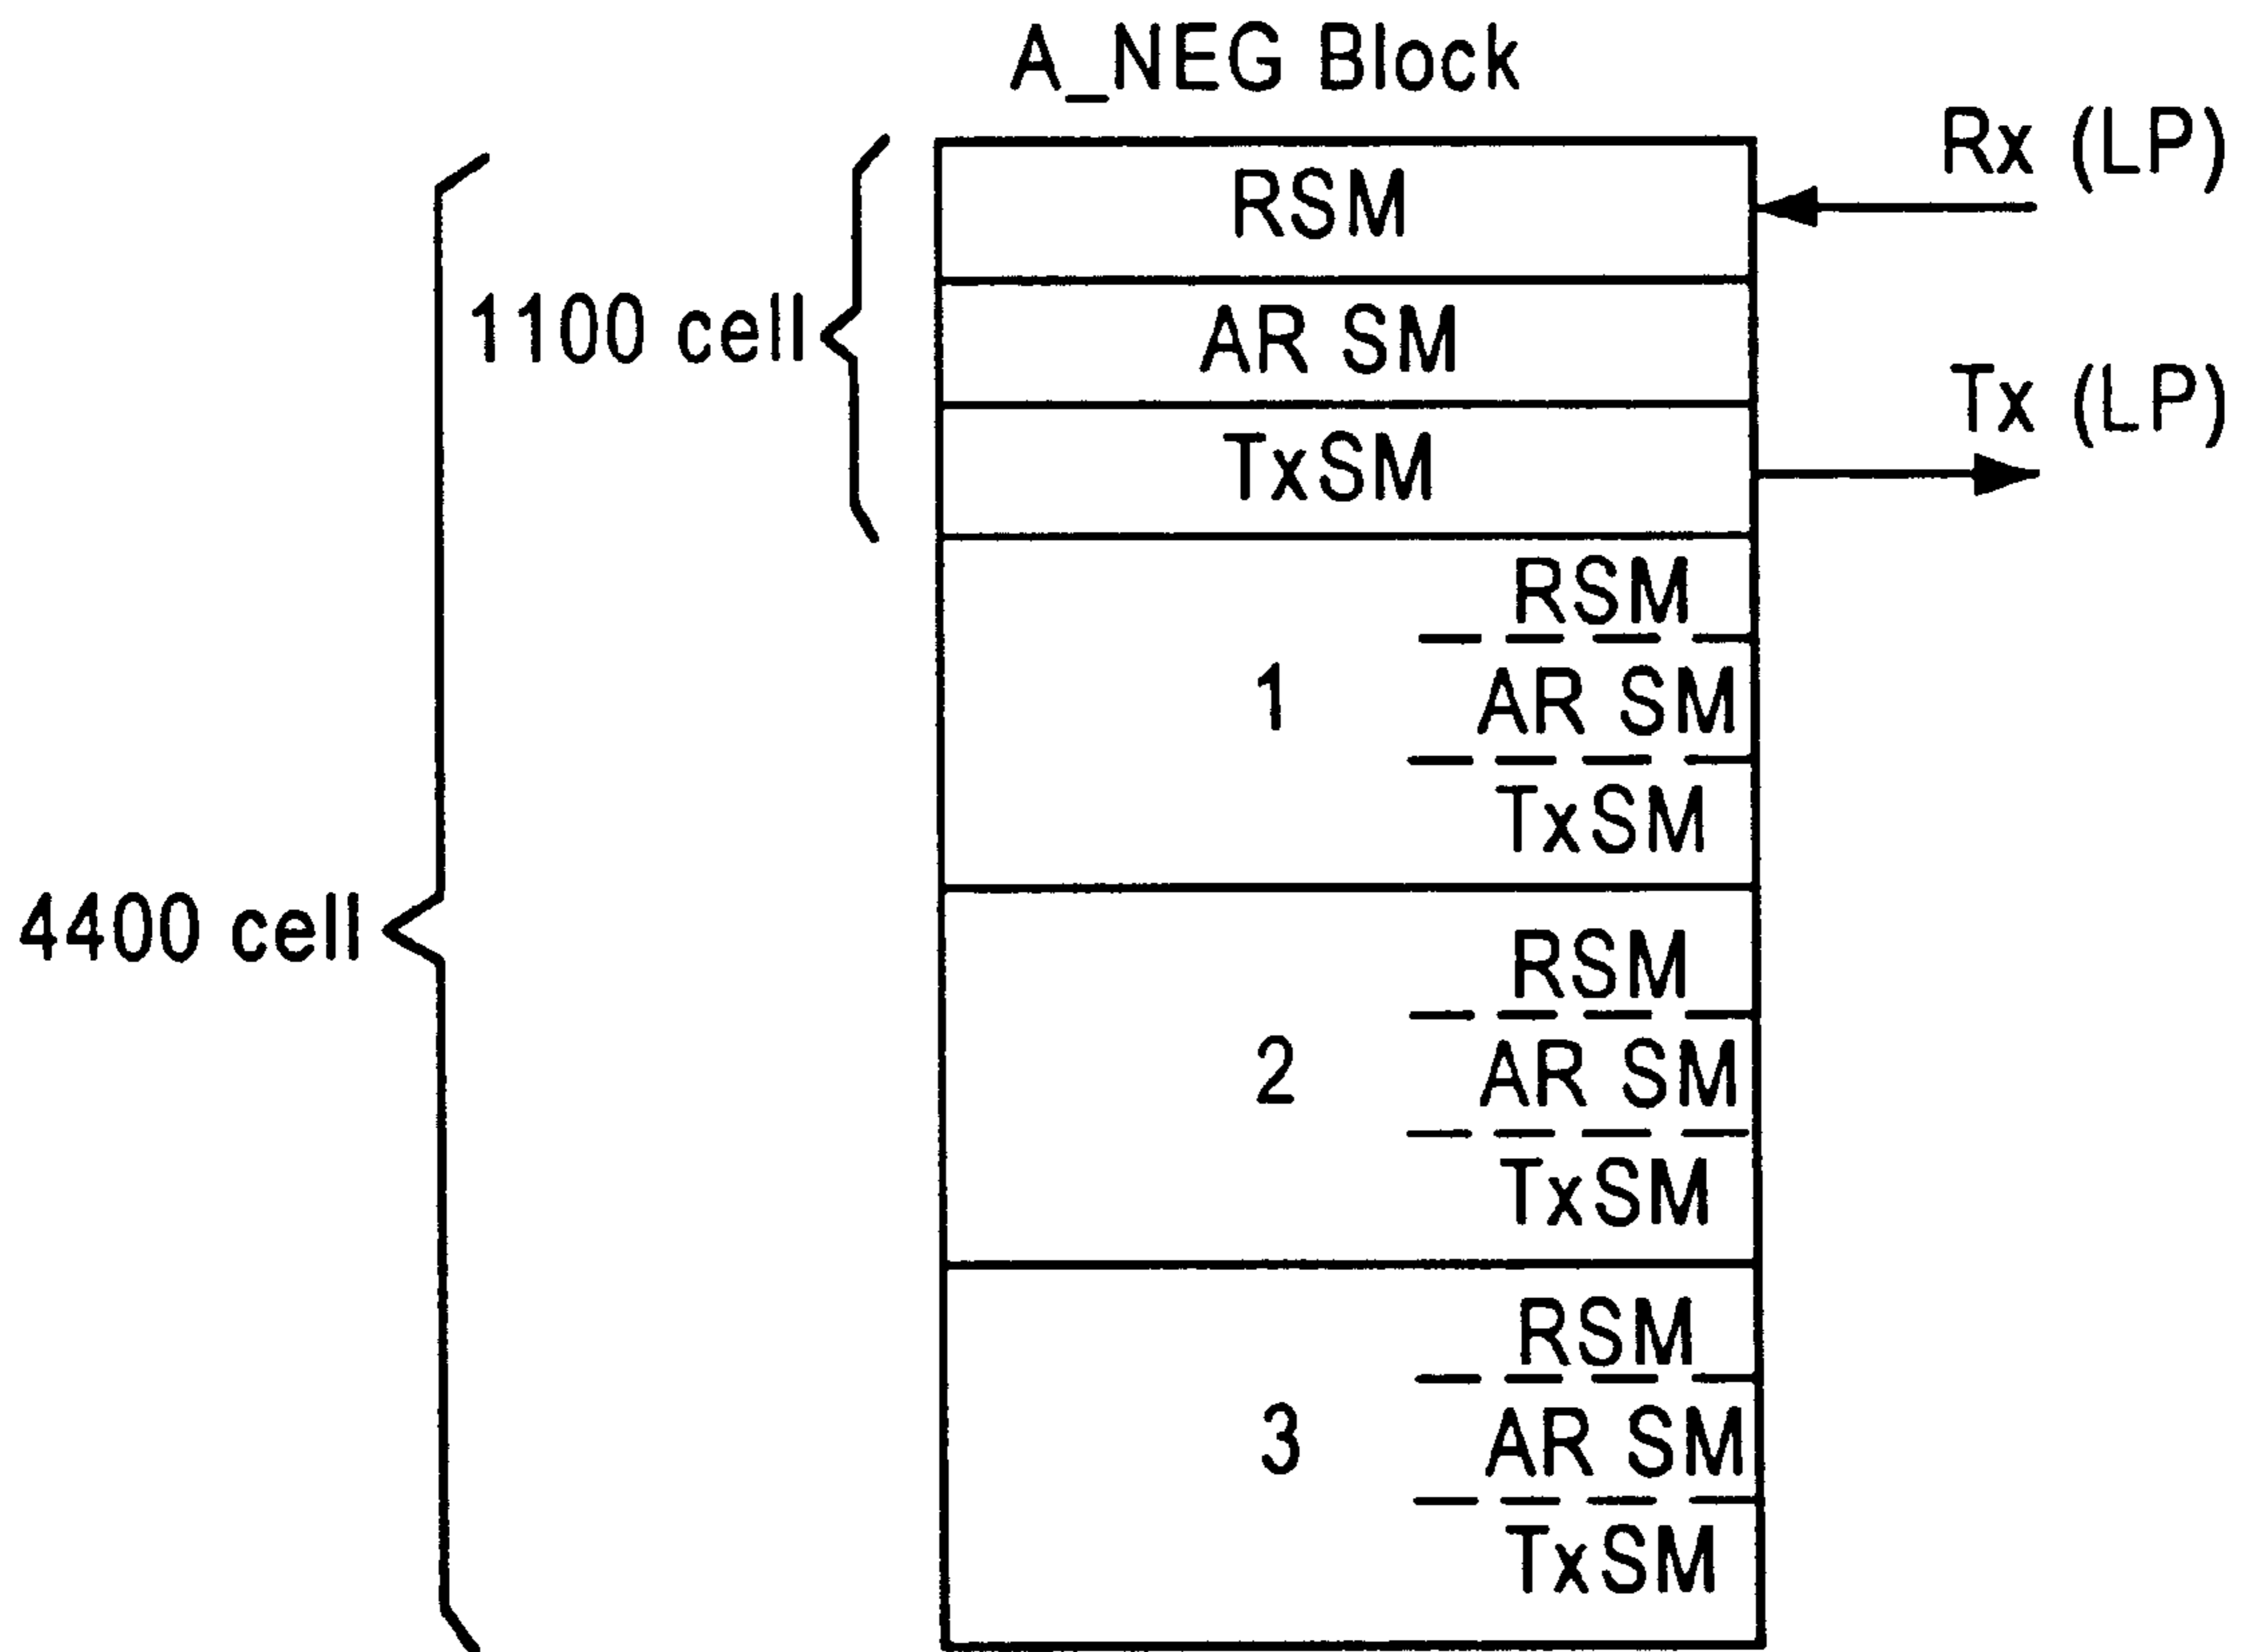 A_NEG Block
Rx (LP)
RSM
1100 cell
AR SM
Tx (LP)
TxSM
RSM
1
AR SM
TxSM
4400 cell
RSM
2
AR SM
TxSM
RSM
3
AR SM
TxSM